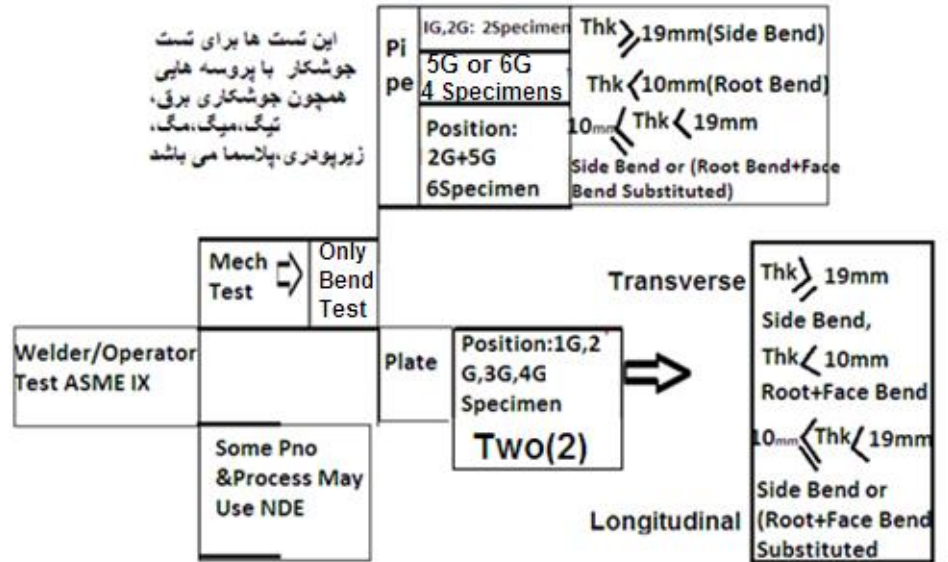 این تست ها برای تست
جوشکار با پروسه هایی
همچون جوشکاری برق،
تیگ،میگ،مگ،
زیرپودری،پلاسما می باشد
Pi
pe
IG,2G: 2Specimen
5G or 6G
4 Specimens
Position:
2G+5G
6Specimen
Thk ⩾ 19mm(Side Bend)
Thk < 10mm(Root Bend)
10mm ⩽ Thk < 19mm
Side Bend or (Root Bend+Face
Bend Substituted)
Mech
Test
Only
Bend
Test
Welder/Operator
Test ASME IX
Some Pno
&Process May
Use NDE
Plate
Position:1G,2
G,3G,4G
Specimen
Two(2)
Transverse
Longitudinal
Thk ⩾ 19mm
Side Bend,
Thk < 10mm
Root+Face Bend
10mm ⩽ Thk < 19mm
Side Bend or
(Root+Face Bend
Substituted